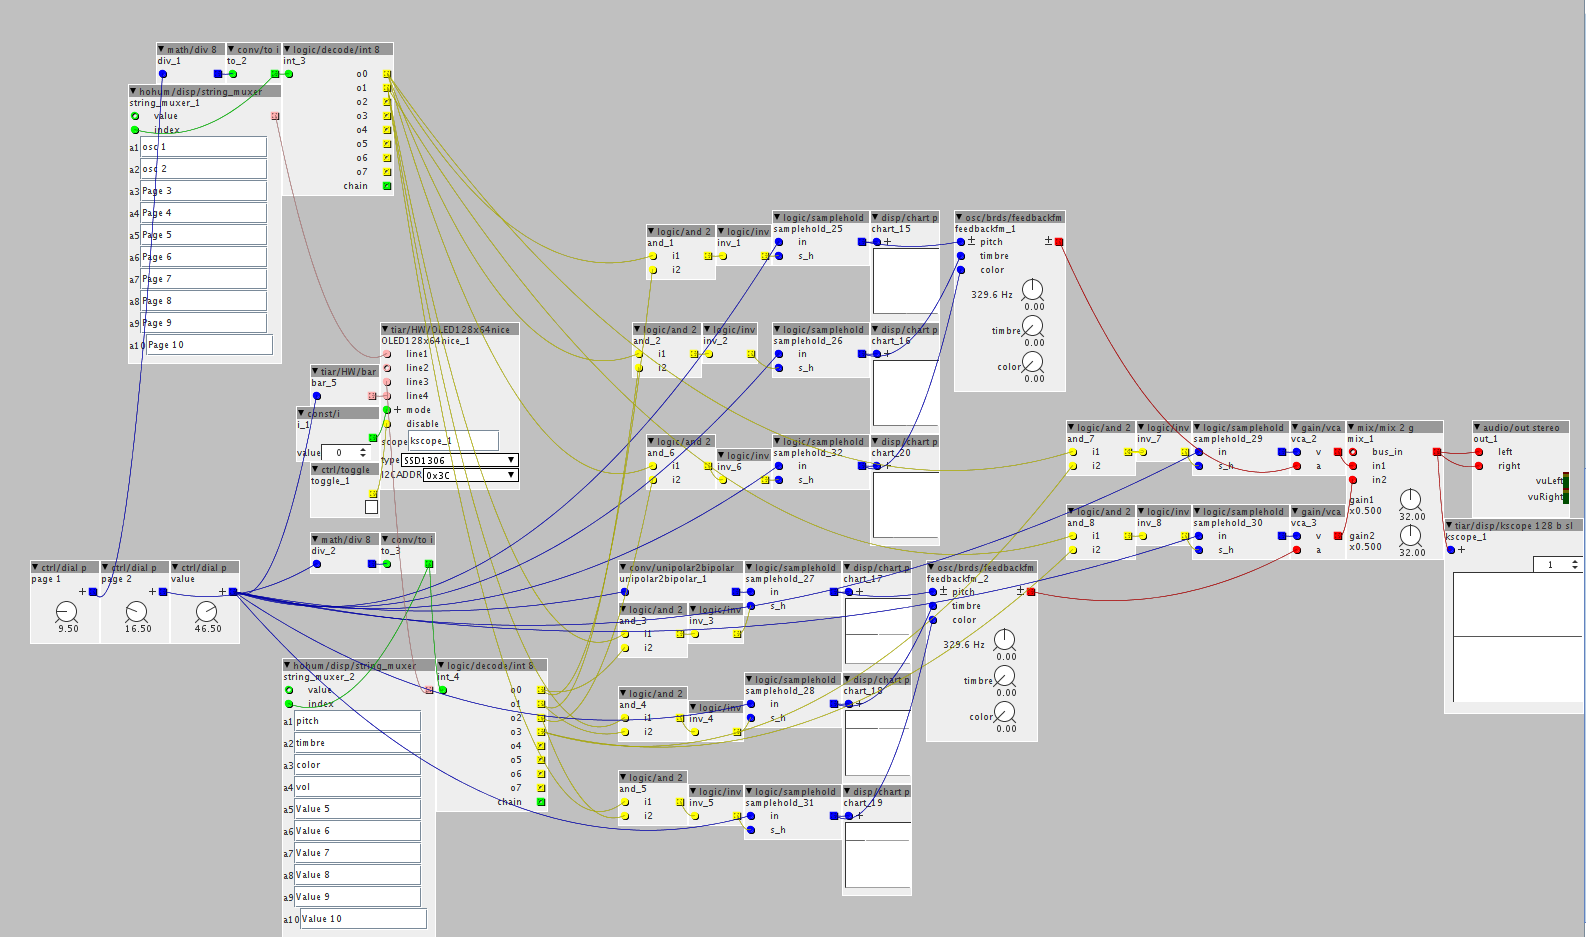 math/div 8
div_1
conv/to i
to_2
logic/decode/int 8
int_3
o0
o1
o2
o3
o4
o5
o6
o7
chain
hohum/disp/string_muxer
string_muxer_1
value
index
a1 osc 1
a2 osc 2
a3 Page 3
a4 Page 4
a5 Page 5
a6 Page 6
a7 Page 7
a8 Page 8
a9 Page 9
a10 Page 10
tiar/HW/OLED128x64nice
OLED128x64nice_1
line1
line2
line3
line4
+ mode
disable
scope kscope_1
type SSD1306
I2CADDR 0x3C
tiar/HW/bar
bar_5
const/i
i_1
value 0
ctrl/toggle
toggle_1
math/div 8
div_2
conv/to i
to_3
ctrl/dial p
page 1
+
9.50
ctrl/dial p
page 2
+
16.50
ctrl/dial p
value
+
46.50
hohum/disp/string_muxer
string_muxer_2
value
index
a1 pitch
a2 timbre
a3 color
a4 vol
a5 Value 5
a6 Value 6
a7 Value 7
a8 Value 8
a9 Value 9
a10 Value 10
logic/decode/int 8
int_4
o0
o1
o2
o3
o4
o5
o6
o7
chain
logic/and 2
and_1
i1
i2
logic/inv
inv_1
logic/samplehold
samplehold_25
in
s_h
disp/chart p
chart_15
+
osc/brds/feedbackfm
feedbackfm_1
± pitch ±
timbre
color
329.6 Hz
0.00
timbre
0.00
color
0.00
logic/and 2
and_2
i1
i2
logic/inv
inv_2
logic/samplehold
samplehold_26
in
s_h
disp/chart p
chart_16
+
logic/and 2
and_6
i1
i2
logic/inv
inv_6
logic/samplehold
samplehold_32
in
s_h
disp/chart p
chart_20
+
conv/unipolar2bipolar
unipolar2bipolar_1
logic/samplehold
samplehold_27
in
s_h
disp/chart p
chart_17
+
logic/and 2
and_3
i1
i2
logic/inv
inv_3
osc/brds/feedbackfm
feedbackfm_2
± pitch ±
timbre
color
329.6 Hz
0.00
timbre
0.00
color
0.00
logic/and 2
and_4
i1
i2
logic/inv
inv_4
logic/samplehold
samplehold_28
in
s_h
disp/chart p
chart_18
+
logic/and 2
and_5
i1
i2
logic/inv
inv_5
logic/samplehold
samplehold_31
in
s_h
disp/chart p
chart_19
+
logic/and 2
and_7
i1
i2
logic/inv
inv_7
logic/samplehold
samplehold_29
in
s_h
gain/vca
vca_2
v
a
mix/mix 2 g
mix_1
bus_in
in1
in2
gain1
x0.500
32.00
gain2
x0.500
32.00
audio/out stereo
out_1
left
right
vuLeft
vuRight
logic/and 2
and_8
i1
i2
logic/inv
inv_8
logic/samplehold
samplehold_30
in
s_h
gain/vca
vca_3
v
a
tiar/disp/kscope 128 b sl
kscope_1
+
1